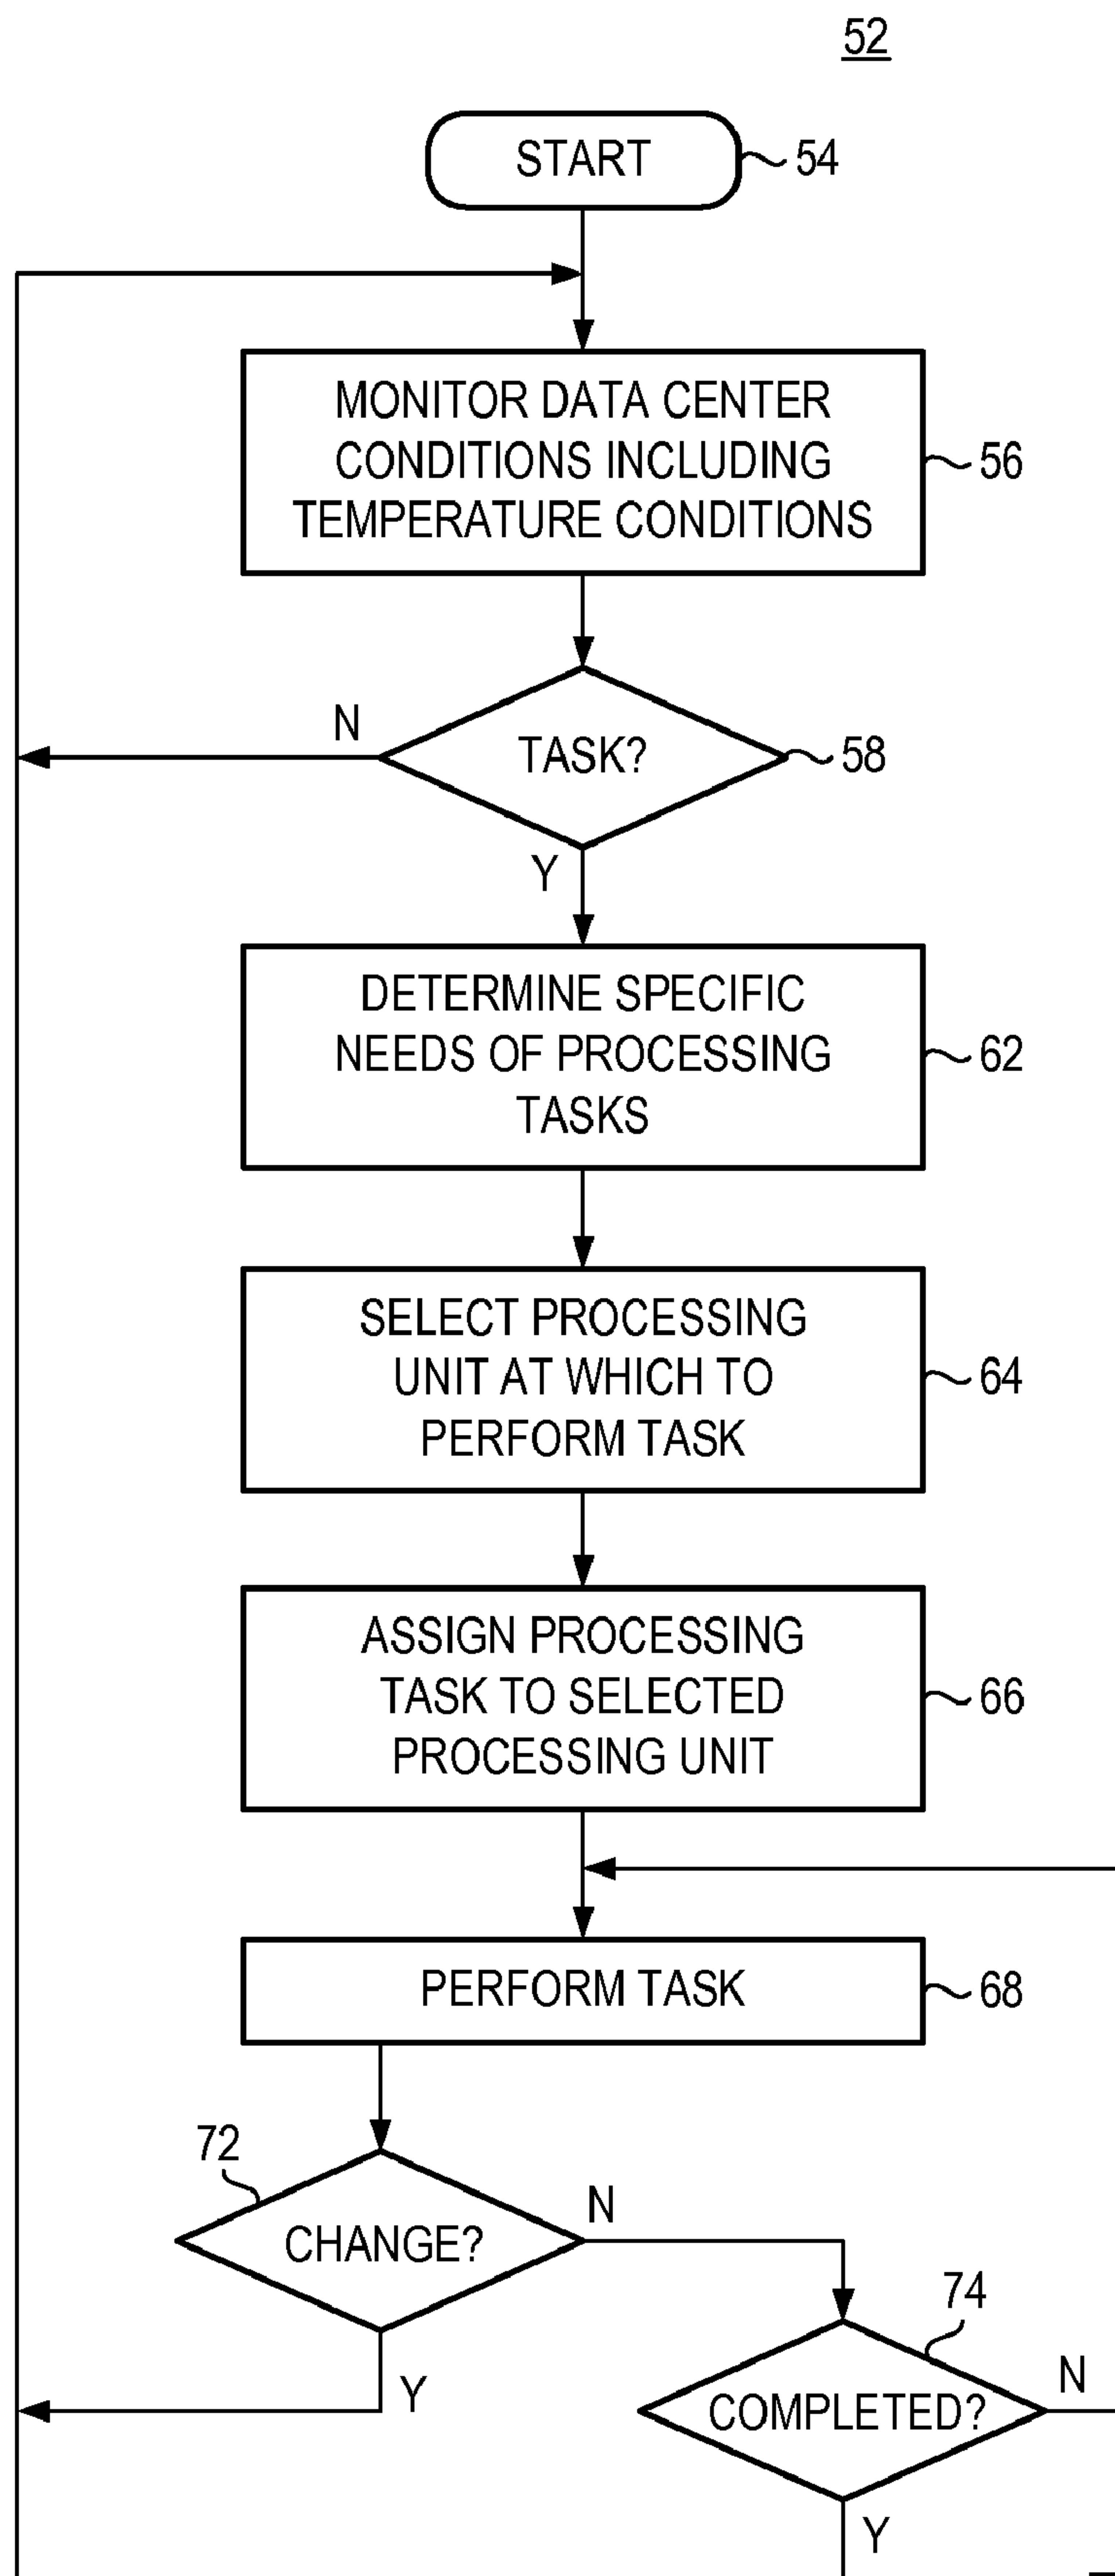 52
START
54
MONITOR DATA CENTER
CONDITIONS INCLUDING
TEMPERATURE CONDITIONS
56
N
TASK?
58
Y
DETERMINE SPECIFIC
NEEDS OF PROCESSING
TASKS
62
SELECT PROCESSING
UNIT AT WHICH TO
PERFORM TASK
64
ASSIGN PROCESSING
TASK TO SELECTED
PROCESSING UNIT
66
PERFORM TASK
68
72
CHANGE?
N
Y
74
COMPLETED?
N
Y